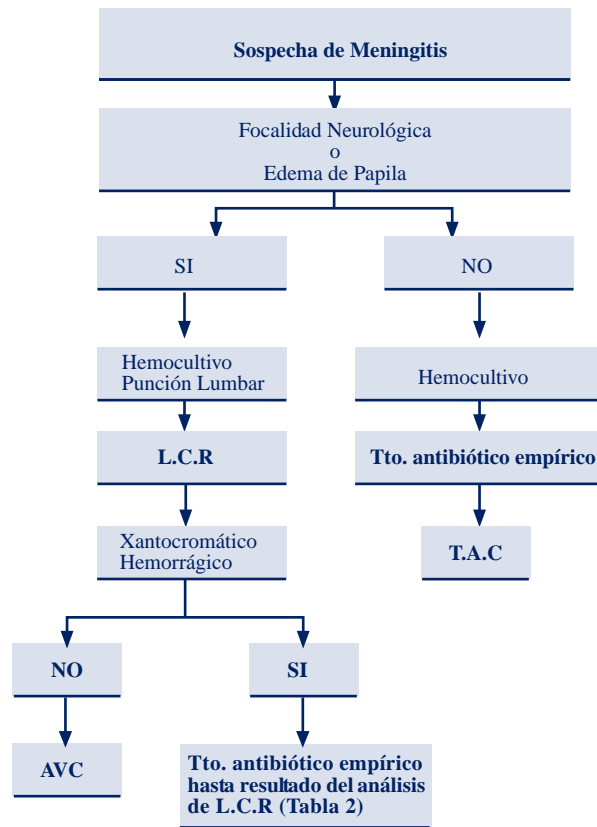 Sospecha de Meningitis
Focalidad Neurológica
o
Edema de Papila
SI
NO
Hemocultivo
Punción Lumbar
Hemocultivo
L.C.R
Tto. antibiótico empírico
Xantocromático
Hemorrágico
T.A.C
NO
SI
AVC
Tto. antibiótico empírico
hasta resultado del análisis
de L.C.R (Tabla 2)